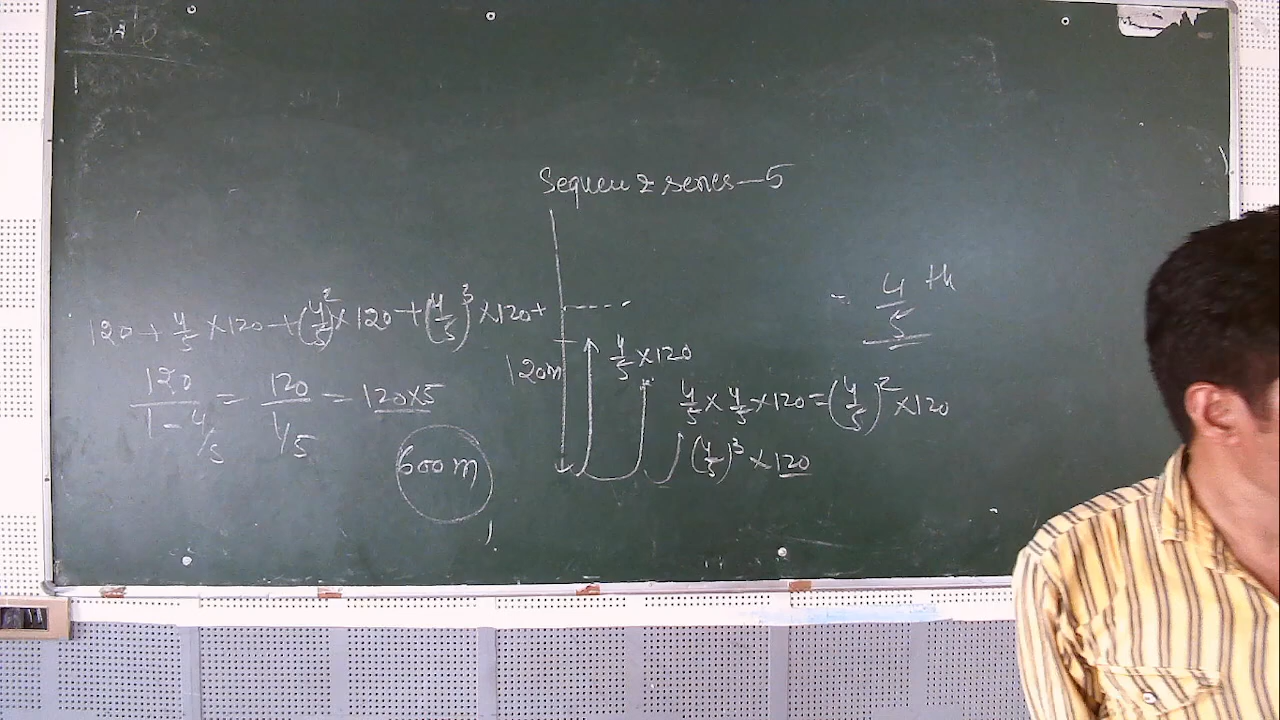 Sequen & series-5
4/5 th
120 + 4/5 × 120 + (4/5)² × 120 + (4/5)³ × 120 +
120m
4/5 × 120
120/(1 - 4/5) = 120/(1/5) = 120×5
4/5 × 4/5 × 120 = (4/5)² × 120
600 m
(4/5)³ × 120